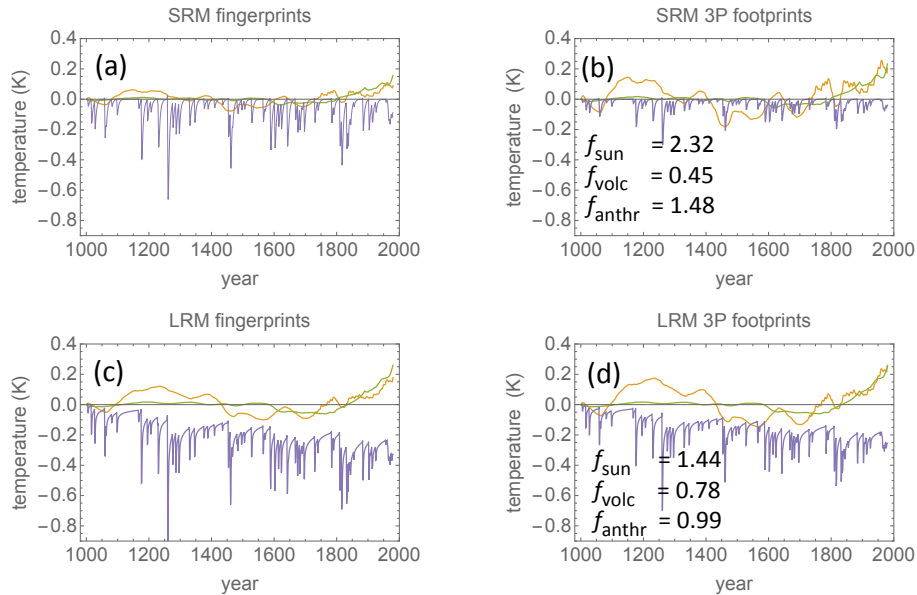 SRM fingerprints
(a)
temperature (K)
0.4
0.2
0.0
−0.2
−0.4
−0.6
−0.8
1000 1200 1400 1600 1800 2000
year
SRM 3P footprints
(b)
temperature (K)
0.4
0.2
0.0
−0.2
−0.4
−0.6
−0.8
fsun = 2.32
fvolc = 0.45
fanthr = 1.48
1000 1200 1400 1600 1800 2000
year
LRM fingerprints
(c)
temperature (K)
0.4
0.2
0.0
−0.2
−0.4
−0.6
−0.8
1000 1200 1400 1600 1800 2000
year
LRM 3P footprints
(d)
temperature (K)
0.4
0.2
0.0
−0.2
−0.4
−0.6
−0.8
fsun = 1.44
fvolc = 0.78
fanthr = 0.99
1000 1200 1400 1600 1800 2000
year